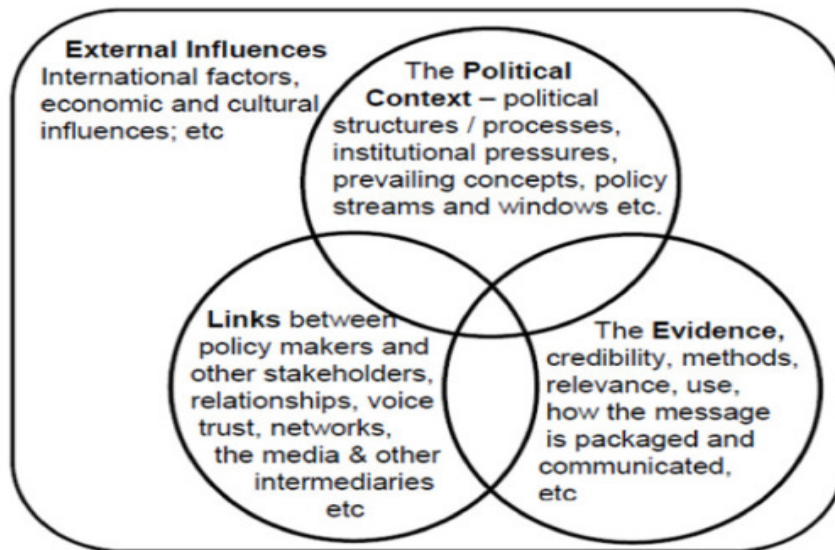 External Influences
International factors,
economic and cultural
influences; etc
The Political
Context – political
structures / processes,
institutional pressures,
prevailing concepts, policy
streams and windows etc.
Links between
policy makers and
other stakeholders,
relationships, voice
trust, networks,
the media & other
intermediaries
etc
The Evidence,
credibility, methods,
relevance, use,
how the message
is packaged and
communicated,
etc